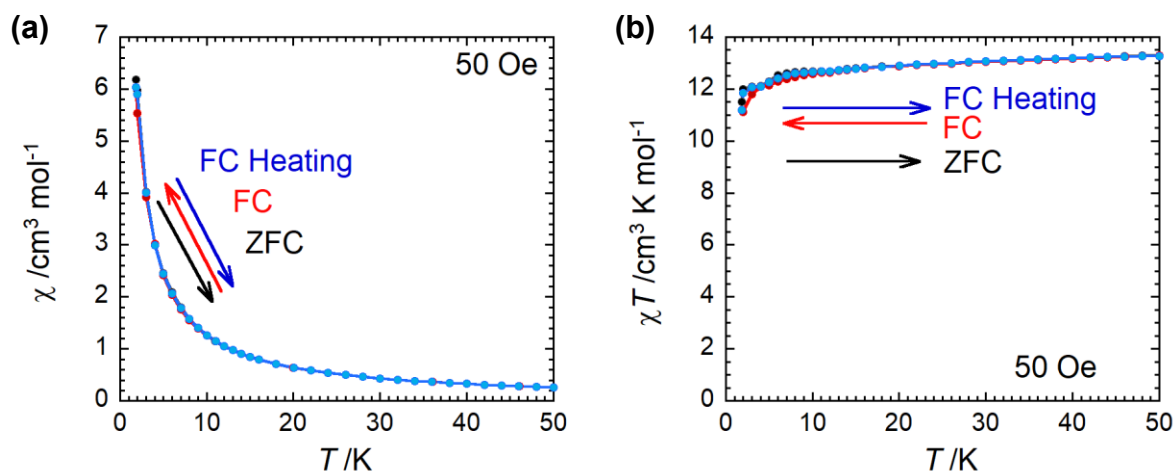 (a)
7
6
5
4
3
2
1
0
χ /cm³ mol⁻¹
50 Oe
FC Heating
FC
ZFC
0 10 20 30 40 50
T /K
(b)
14
12
10
8
6
4
2
0
χT /cm³ K mol⁻¹
FC Heating
FC
ZFC
50 Oe
0 10 20 30 40 50
T /K